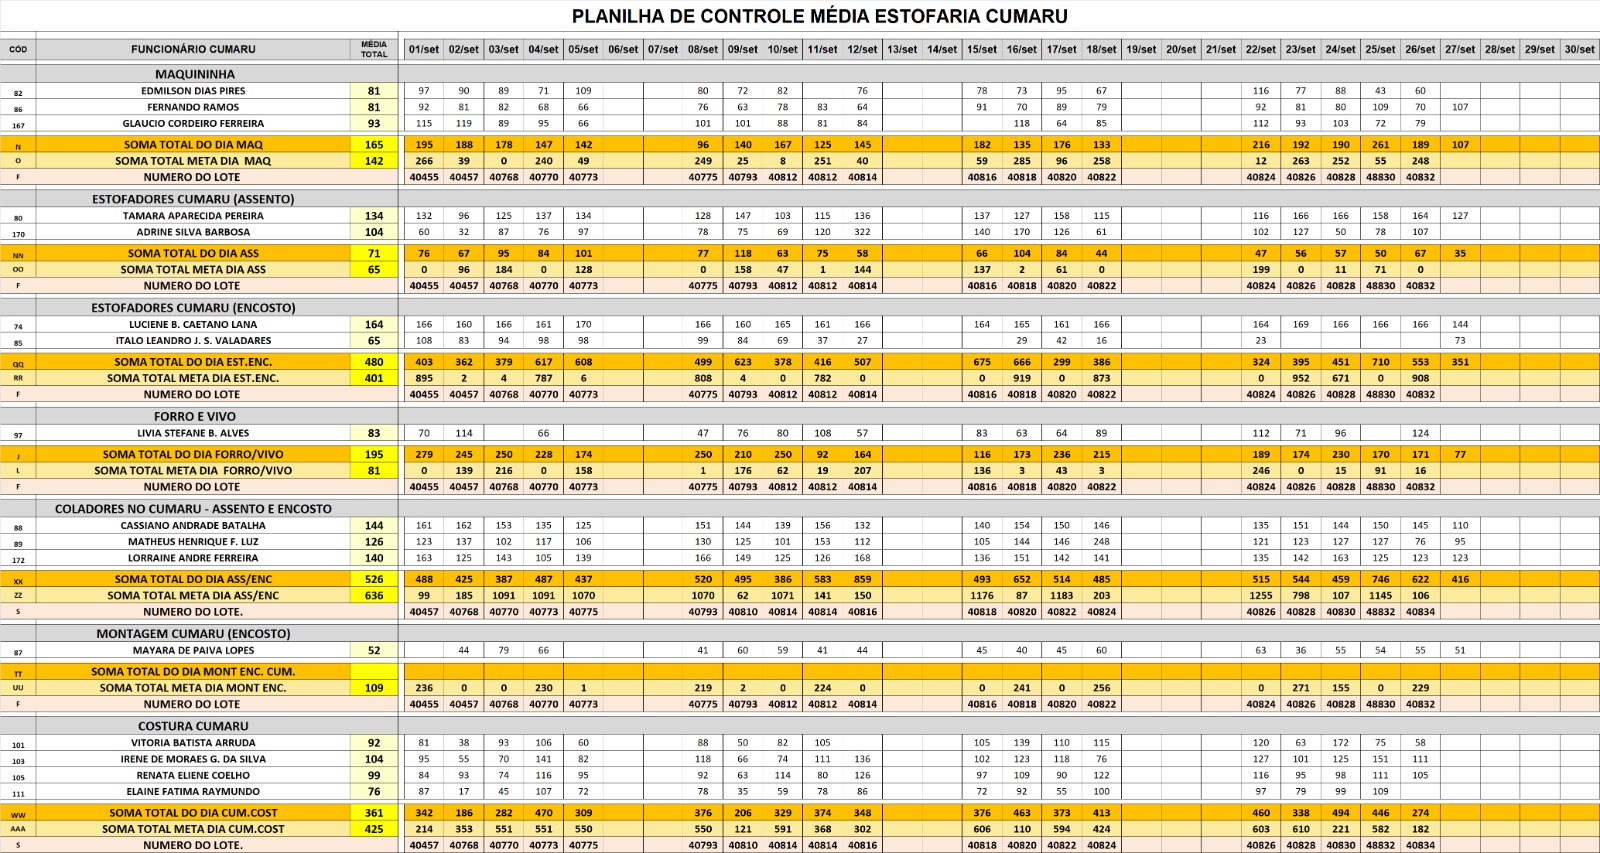 PLANILHA DE CONTROLE MÉDIA ESTOFARIA CUMARU
CÓD FUNCIONÁRIO CUMARU MÉDIA TOTAL 01/set 02/set 03/set 04/set 05/set 06/set 07/set 08/set 09/set 10/set 11/set 12/set 13/set 14/set 15/set 16/set 17/set 18/set 19/set 20/set 21/set 22/set 23/set 24/set 25/set 26/set 27/set 28/set 29/set 30/set
MAQUININHA
82 EDMILSON DIAS PIRES 81 97 90 89 71 109 80 72 82 76 78 73 95 67 116 77 88 43 60
86 FERNANDO RAMOS 81 92 81 82 68 66 76 63 78 83 64 91 70 89 79 92 81 80 109 70 107
167 GLAUCIO CORDEIRO FERREIRA 93 115 119 89 95 66 101 101 88 81 84 118 64 85 112 93 103 72 79
N SOMA TOTAL DO DIA MAQ 165 195 188 178 147 142 96 140 167 125 145 182 135 176 133 216 192 190 261 189 107
O SOMA TOTAL META DIA MAQ 142 266 39 0 240 49 249 25 8 251 40 59 285 96 258 12 263 252 55 248
F NUMERO DO LOTE 40455 40457 40768 40770 40773 40775 40793 40812 40812 40814 40816 40818 40820 40822 40824 40826 40828 48830 40832
ESTOFADORES CUMARU (ASSENTO)
80 TAMARA APARECIDA PEREIRA 134 132 96 125 137 134 128 147 103 115 136 137 127 158 115 116 166 166 158 164 127
170 ADRINE SILVA BARBOSA 104 60 32 87 76 97 78 75 69 120 322 140 170 126 61 102 127 50 78 107
NN SOMA TOTAL DO DIA ASS 71 76 67 95 84 101 77 118 63 75 58 66 104 84 44 47 56 57 50 67 35
OO SOMA TOTAL META DIA ASS 65 0 96 184 0 128 0 158 47 1 144 137 2 61 0 199 0 11 71 0
F NUMERO DO LOTE 40455 40457 40768 40770 40773 40775 40793 40812 40812 40814 40816 40818 40820 40822 40824 40826 40828 48830 40832
ESTOFADORES CUMARU (ENCOSTO)
74 LUCIENE B. CAETANO LANA 164 166 160 166 161 170 166 160 165 161 166 164 165 161 166 164 169 166 166 166 144
85 ITALO LEANDRO J. S. VALADARES 65 108 83 94 98 98 99 84 69 37 27 29 42 16 23 73
QQ SOMA TOTAL DO DIA EST.ENC. 480 403 362 379 617 608 499 623 378 416 507 675 666 299 386 324 395 451 710 553 351
RR SOMA TOTAL META DIA EST.ENC. 401 895 2 4 787 6 808 4 0 782 0 0 919 0 873 0 952 671 0 908
F NUMERO DO LOTE 40455 40457 40768 40770 40773 40775 40793 40812 40812 40814 40816 40818 40820 40822 40824 40826 40828 48830 40832
FORRO E VIVO
97 LIVIA STEFANE B. ALVES 83 70 114 66 47 76 80 108 57 83 63 64 89 112 71 96 124
J SOMA TOTAL DO DIA FORRO/VIVO 195 279 245 250 228 174 250 210 250 92 164 116 173 236 215 189 174 230 170 171 77
L SOMA TOTAL META DIA FORRO/VIVO 81 0 139 216 0 158 1 176 62 19 207 136 3 43 3 246 0 15 91 16
F NUMERO DO LOTE 40455 40457 40768 40770 40773 40775 40793 40812 40812 40814 40816 40818 40820 40822 40824 40826 40828 48830 40832
COLADORES NO CUMARU - ASSENTO E ENCOSTO
88 CASSIANO ANDRADE BATALHA 144 161 162 153 135 125 151 144 139 156 132 140 154 150 146 135 151 144 150 145 110
89 MATHEUS HENRIQUE F. LUZ 126 123 137 102 117 106 130 125 101 153 112 105 144 146 248 121 123 127 127 76 95
172 LORRAINE ANDRE FERREIRA 140 163 125 143 105 139 166 149 125 126 168 136 151 142 141 135 142 163 125 123 123
XX SOMA TOTAL DO DIA ASS/ENC 526 488 425 387 487 437 520 495 386 583 859 493 652 514 485 515 544 459 746 622 416
ZZ SOMA TOTAL META DIA ASS/ENC 636 99 185 1091 1091 1070 1070 62 1071 141 150 1176 87 1183 203 1255 798 107 1145 106
S NUMERO DO LOTE. 40457 40768 40770 40773 40775 40793 40810 40814 40814 40816 40818 40820 40822 40824 40826 40828 40830 48832 40834
MONTAGEM CUMARU (ENCOSTO)
87 MAYARA DE PAIVA LOPES 52 44 79 66 41 60 59 41 44 45 40 45 60 63 36 55 54 55 51
TT SOMA TOTAL DO DIA MONT ENC. CUM.
UU SOMA TOTAL META DIA MONT ENC. 109 236 0 0 230 1 219 2 0 224 0 0 241 0 256 0 271 155 0 229
F NUMERO DO LOTE 40455 40457 40768 40770 40773 40775 40793 40812 40812 40814 40816 40818 40820 40822 40824 40826 40828 48830 40832
COSTURA CUMARU
101 VITORIA BATISTA ARRUDA 92 81 38 93 106 60 88 50 82 105 105 139 110 115 120 63 172 75 58
103 IRENE DE MORAES G. DA SILVA 104 95 55 70 141 82 118 66 74 111 136 102 123 118 76 127 101 125 151 111
105 RENATA ELIENE COELHO 99 84 93 74 116 95 92 63 114 80 126 97 109 90 122 116 95 98 111 105
111 ELAINE FATIMA RAYMUNDO 76 87 17 45 107 72 78 35 59 78 86 72 92 55 100 97 79 99 109
WW SOMA TOTAL DO DIA CUM.COST 361 342 186 282 470 309 376 206 329 374 348 376 463 373 413 460 338 494 446 274
AAA SOMA TOTAL META DIA CUM.COST 425 214 353 551 551 550 550 121 591 368 302 606 110 594 424 603 610 221 582 182
S NUMERO DO LOTE. 40457 40768 40770 40773 40775 40793 40810 40814 40814 40816 40818 40820 40822 40824 40826 40828 40830 48832 40834